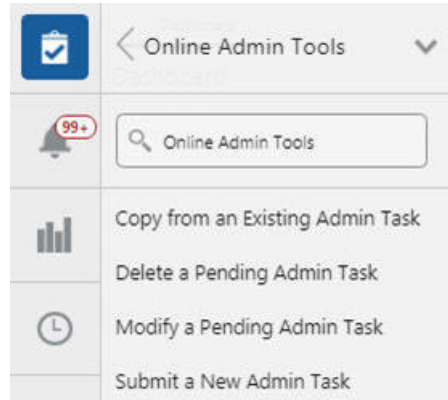 Online Admin Tools
99+
Online Admin Tools
Copy from an Existing Admin Task
Delete a Pending Admin Task
Modify a Pending Admin Task
Submit a New Admin Task